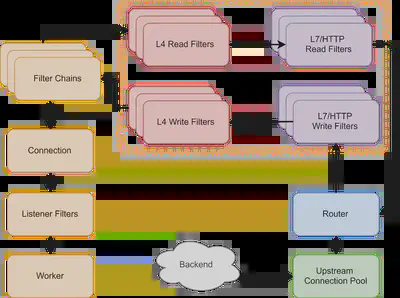 L4 Read Filters
L7/HTTP
Read Filters
Filter Chains
L4 Write Filters
L7/HTTP
Write Filters
Connection
Listener Filters
Router
Worker
Backend
Upstream
Connection Pool